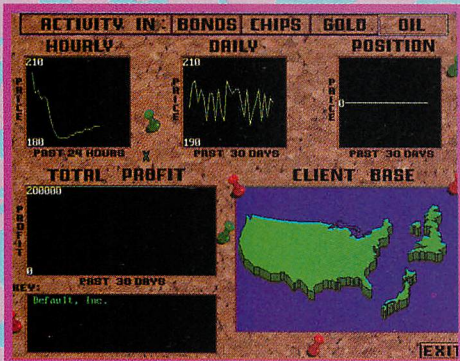 ACTIVITY IN: BONDS CHIPS GOLD OIL
HOURLY DAILY POSITION
210 210
PRICE PRICE PRICE
0
180 190
PAST 24 HOURS PAST 30 DAYS PAST 30 DAYS
TOTAL PROFIT CLIENT BASE
200000
PROFIT
0
PAST 30 DAYS
KEY:
Default, Inc.
EXIT